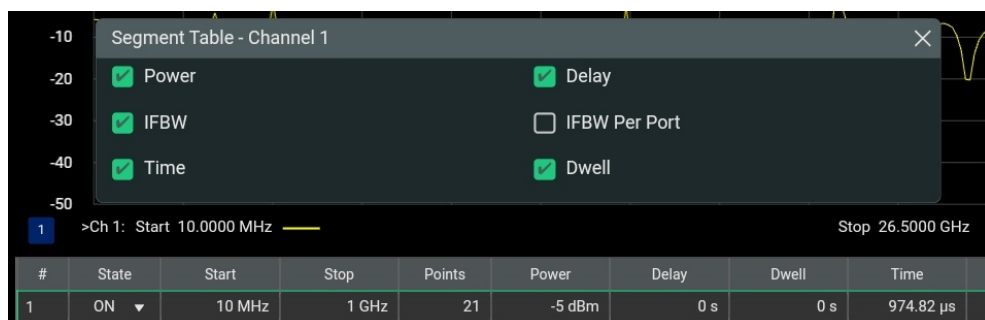 -10
Segment Table - Channel 1
-20
Power
Delay
-30
IFBW
IFBW Per Port
-40
Time
Dwell
-50
1
>Ch 1: Start 10.0000 MHz
Stop 26.5000 GHz
# State Start Stop Points Power Delay Dwell Time
1 ON 10 MHz 1 GHz 21 -5 dBm 0 s 0 s 974.82 µs